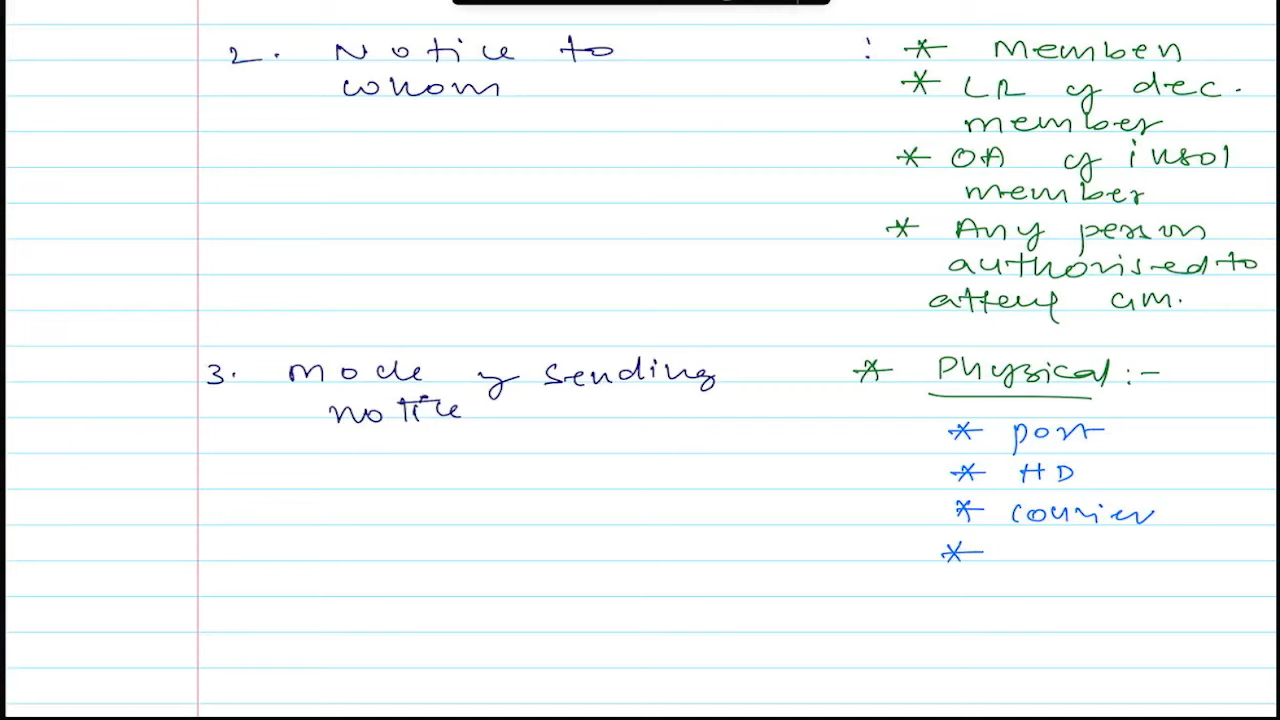 2. Notice to : * Member
whom * LR of dec.
member
* OA of insol
member
* Any person
authorised to
attend GM.
3. Mode of sending * Physical :-
notice
* post
* HD
* courier
*